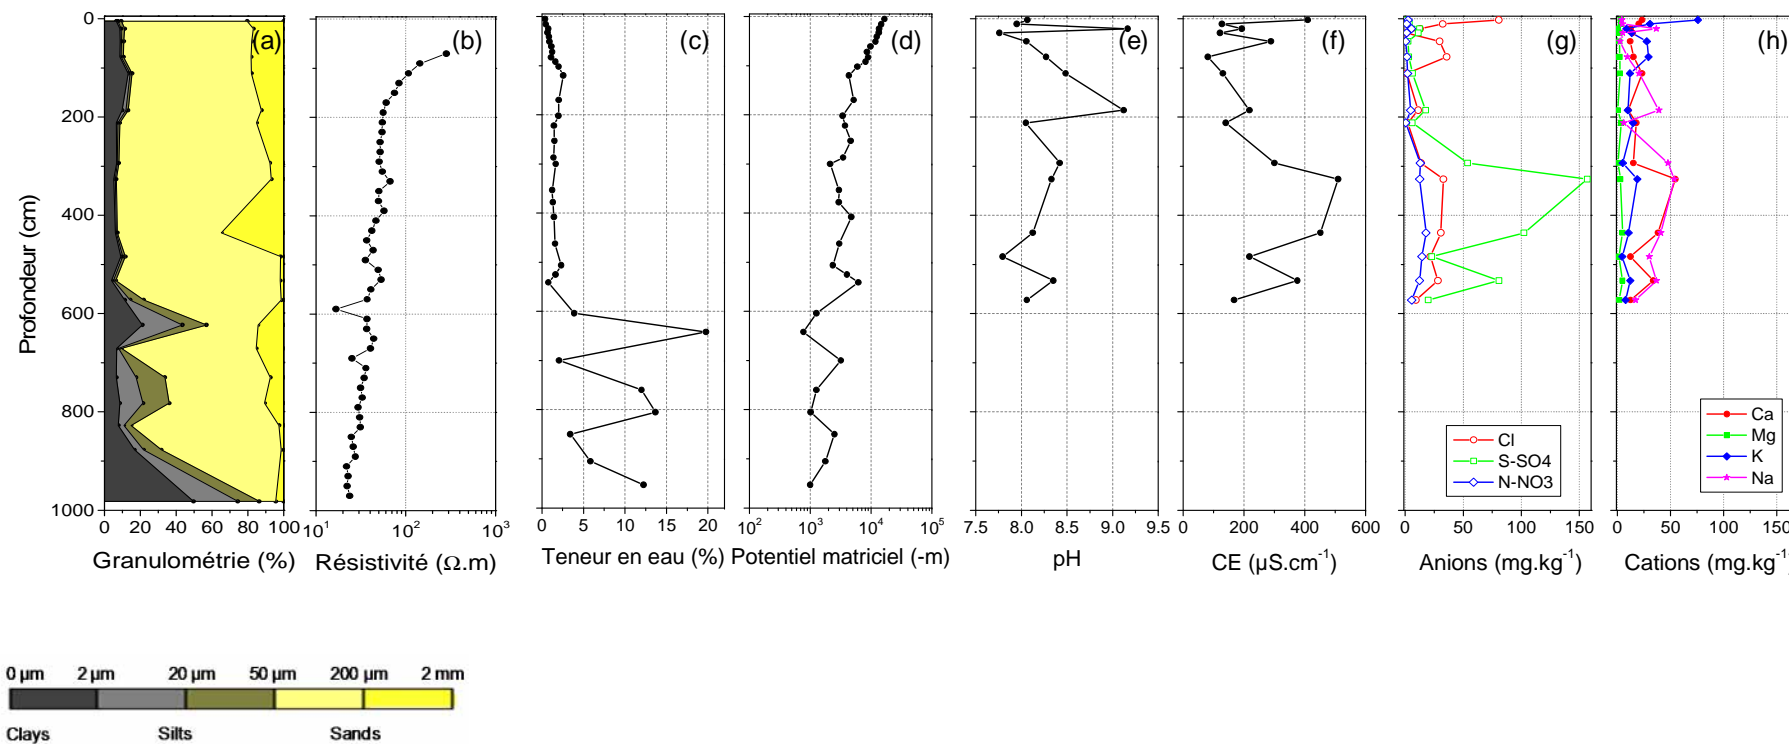 (a)
(b)
(c)
(d)
(e)
(f)
(g)
(h)
Profondeur (cm)
0
200
400
600
800
1000
0 20 40 60 80 100
Granulométrie (%)
10¹ 10² 10³
Résistivité (Ω.m)
0 5 10 15 20
Teneur en eau (%)
10² 10³ 10⁴ 10⁵
Potentiel matriciel (-m)
7.5 8.0 8.5 9.0 9.5
pH
0 200 400 600
CE (µS.cm⁻¹)
Cl
S-SO4
N-NO3
0 50 100 150
Anions (mg.kg⁻¹)
Ca
Mg
K
Na
0 50 100 150
Cations (mg.kg⁻¹)
0 µm 2 µm 20 µm 50 µm 200 µm 2 mm
Clays Silts Sands